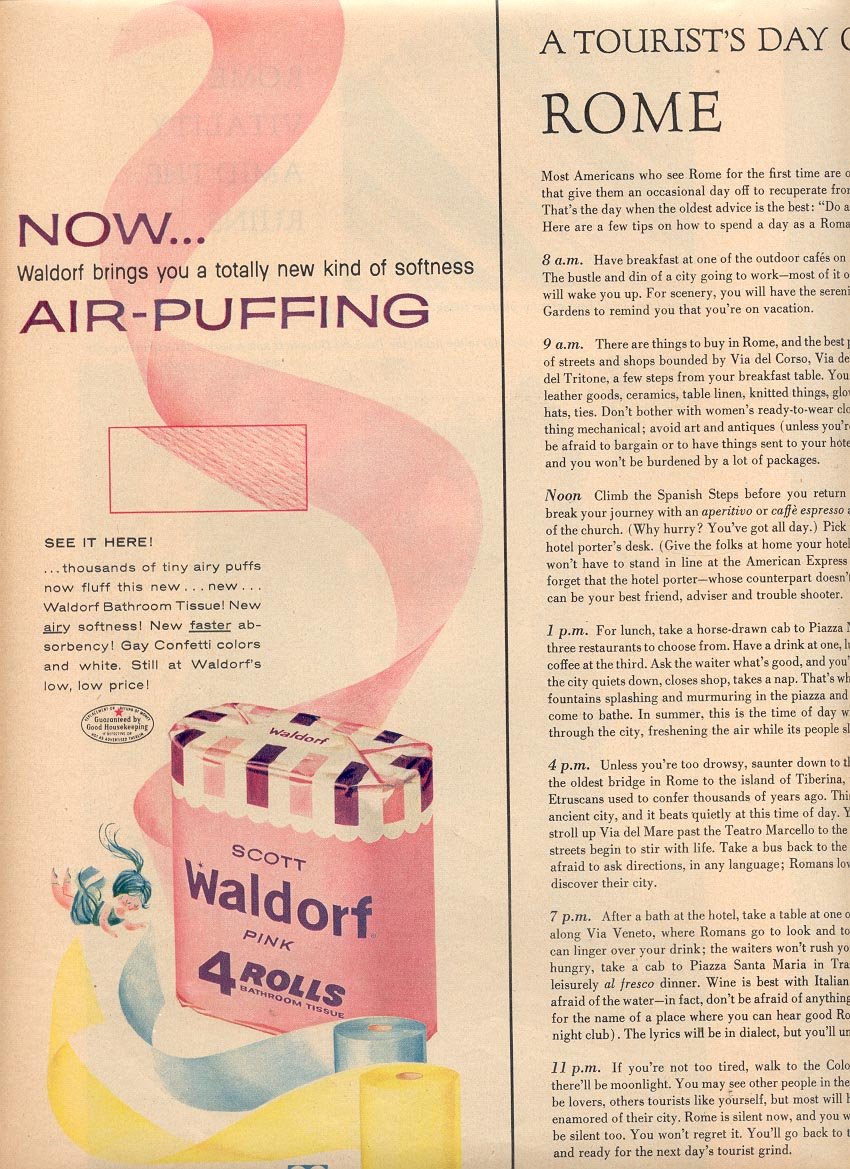 NOW...
Waldorf brings you a totally new kind of softness
AIR-PUFFING
SEE IT HERE!
...thousands of tiny airy puffs
now fluff this new...new...
Waldorf Bathroom Tissue! New
airy softness! New faster ab-
sorbency! Gay Confetti colors
and white. Still at Waldorf's
low, low price!
Guaranteed by
Good Housekeeping
Waldorf
SCOTT
Waldorf
PINK
4 ROLLS
BATHROOM TISSUE
A TOURIST'S DAY
ROME
Most Americans who see Rome for the first time are
that give them an occasional day off to recuperate
That's the day when the oldest advice is the best: "Do
Here are a few tips on how to spend a day as a
8 a.m. Have breakfast at one of the outdoor cafés on
The bustle and din of a city going to work—most of it
will wake you up. For scenery, you will have the
Gardens to remind you that you're on vacation.
9 a.m. There are things to buy in Rome, and the best
of streets and shops bounded by Via del Corso, Via
del Tritone, a few steps from your breakfast table. You
leather goods, ceramics, table linen, knitted things,
hats, ties. Don't bother with women's ready-to-wear
thing mechanical; avoid art and antiques (unless
be afraid to bargain or to have things sent to your
and you won't be burdened by a lot of packages.
Noon Climb the Spanish Steps before you return
break your journey with an aperitivo or caffè espresso
of the church. (Why hurry? You've got all day.) Pick
hotel porter's desk. (Give the folks at home your
won't have to stand in line at the American Express
forget that the hotel porter—whose counterpart
can be your best friend, adviser and trouble shooter.
1 p.m. For lunch, take a horse-drawn cab to Piazza
three restaurants to choose from. Have a drink at one,
coffee at the third. Ask the waiter what's good, and
the city quiets down, closes shop, takes a nap. That's
fountains splashing and murmuring in the piazza and
come to bathe. In summer, this is the time of day
through the city, freshening the air while its people
4 p.m. Unless you're too drowsy, saunter down to
the oldest bridge in Rome to the island of Tiberina,
Etruscans used to confer thousands of years ago.
ancient city, and it beats quietly at this time of day.
stroll up Via del Mare past the Teatro Marcello to the
streets begin to stir with life. Take a bus back to the
afraid to ask directions, in any language; Romans
discover their city.
7 p.m. After a bath at the hotel, take a table at one
along Via Veneto, where Romans go to look and to
can linger over your drink; the waiters won't rush
hungry, take a cab to Piazza Santa Maria in
leisurely al fresco dinner. Wine is best with Italian
afraid of the water—in fact, don't be afraid of anything
for the name of a place where you can hear good
night club). The lyrics will be in dialect, but you'll
11 p.m. If you're not too tired, walk to the
there'll be moonlight. You may see other people in the
be lovers, others tourists like yourself, but most will
enamored of their city. Rome is silent now, and you
be silent too. You won't regret it. You'll go back to
and ready for the next day's tourist grind.